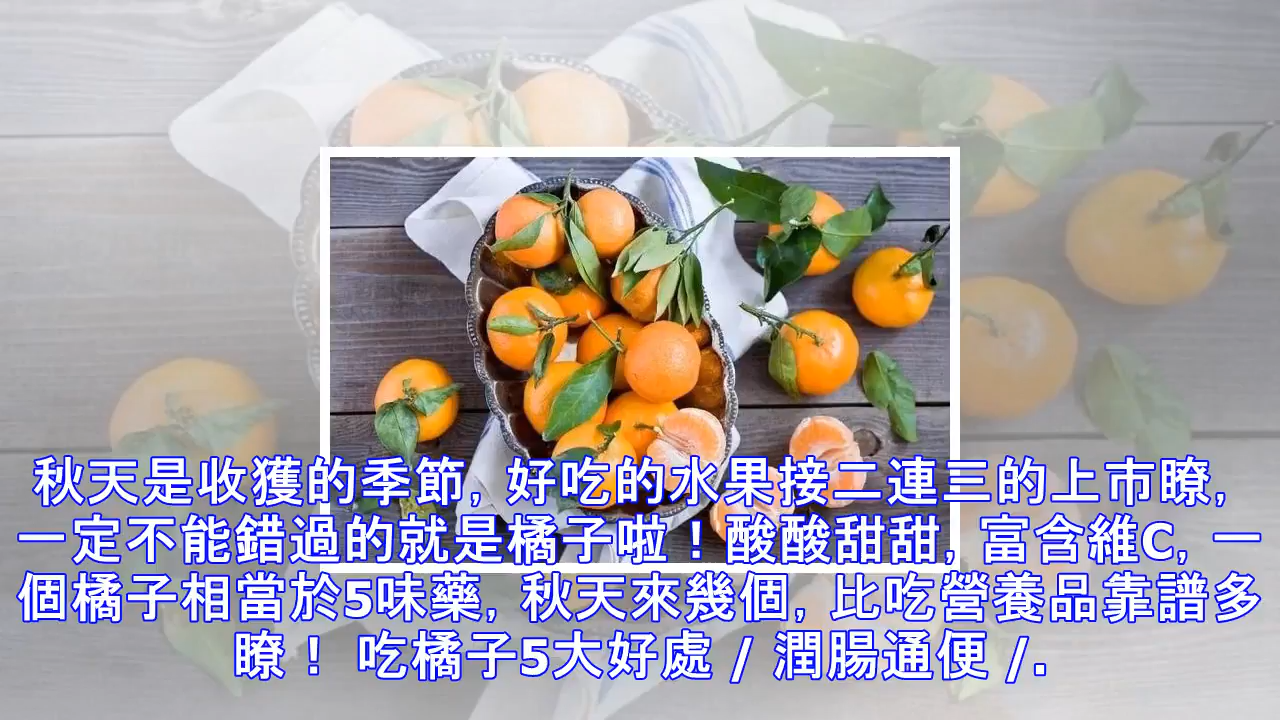 秋天是收獲的季節, 好吃的水果接二連三的上市瞭,
一定不能錯過的就是橘子啦！酸酸甜甜, 富含維C, 一
個橘子相當於5味藥, 秋天來幾個, 比吃營養品靠譜多
瞭！ 吃橘子5大好處 / 潤腸通便 /.